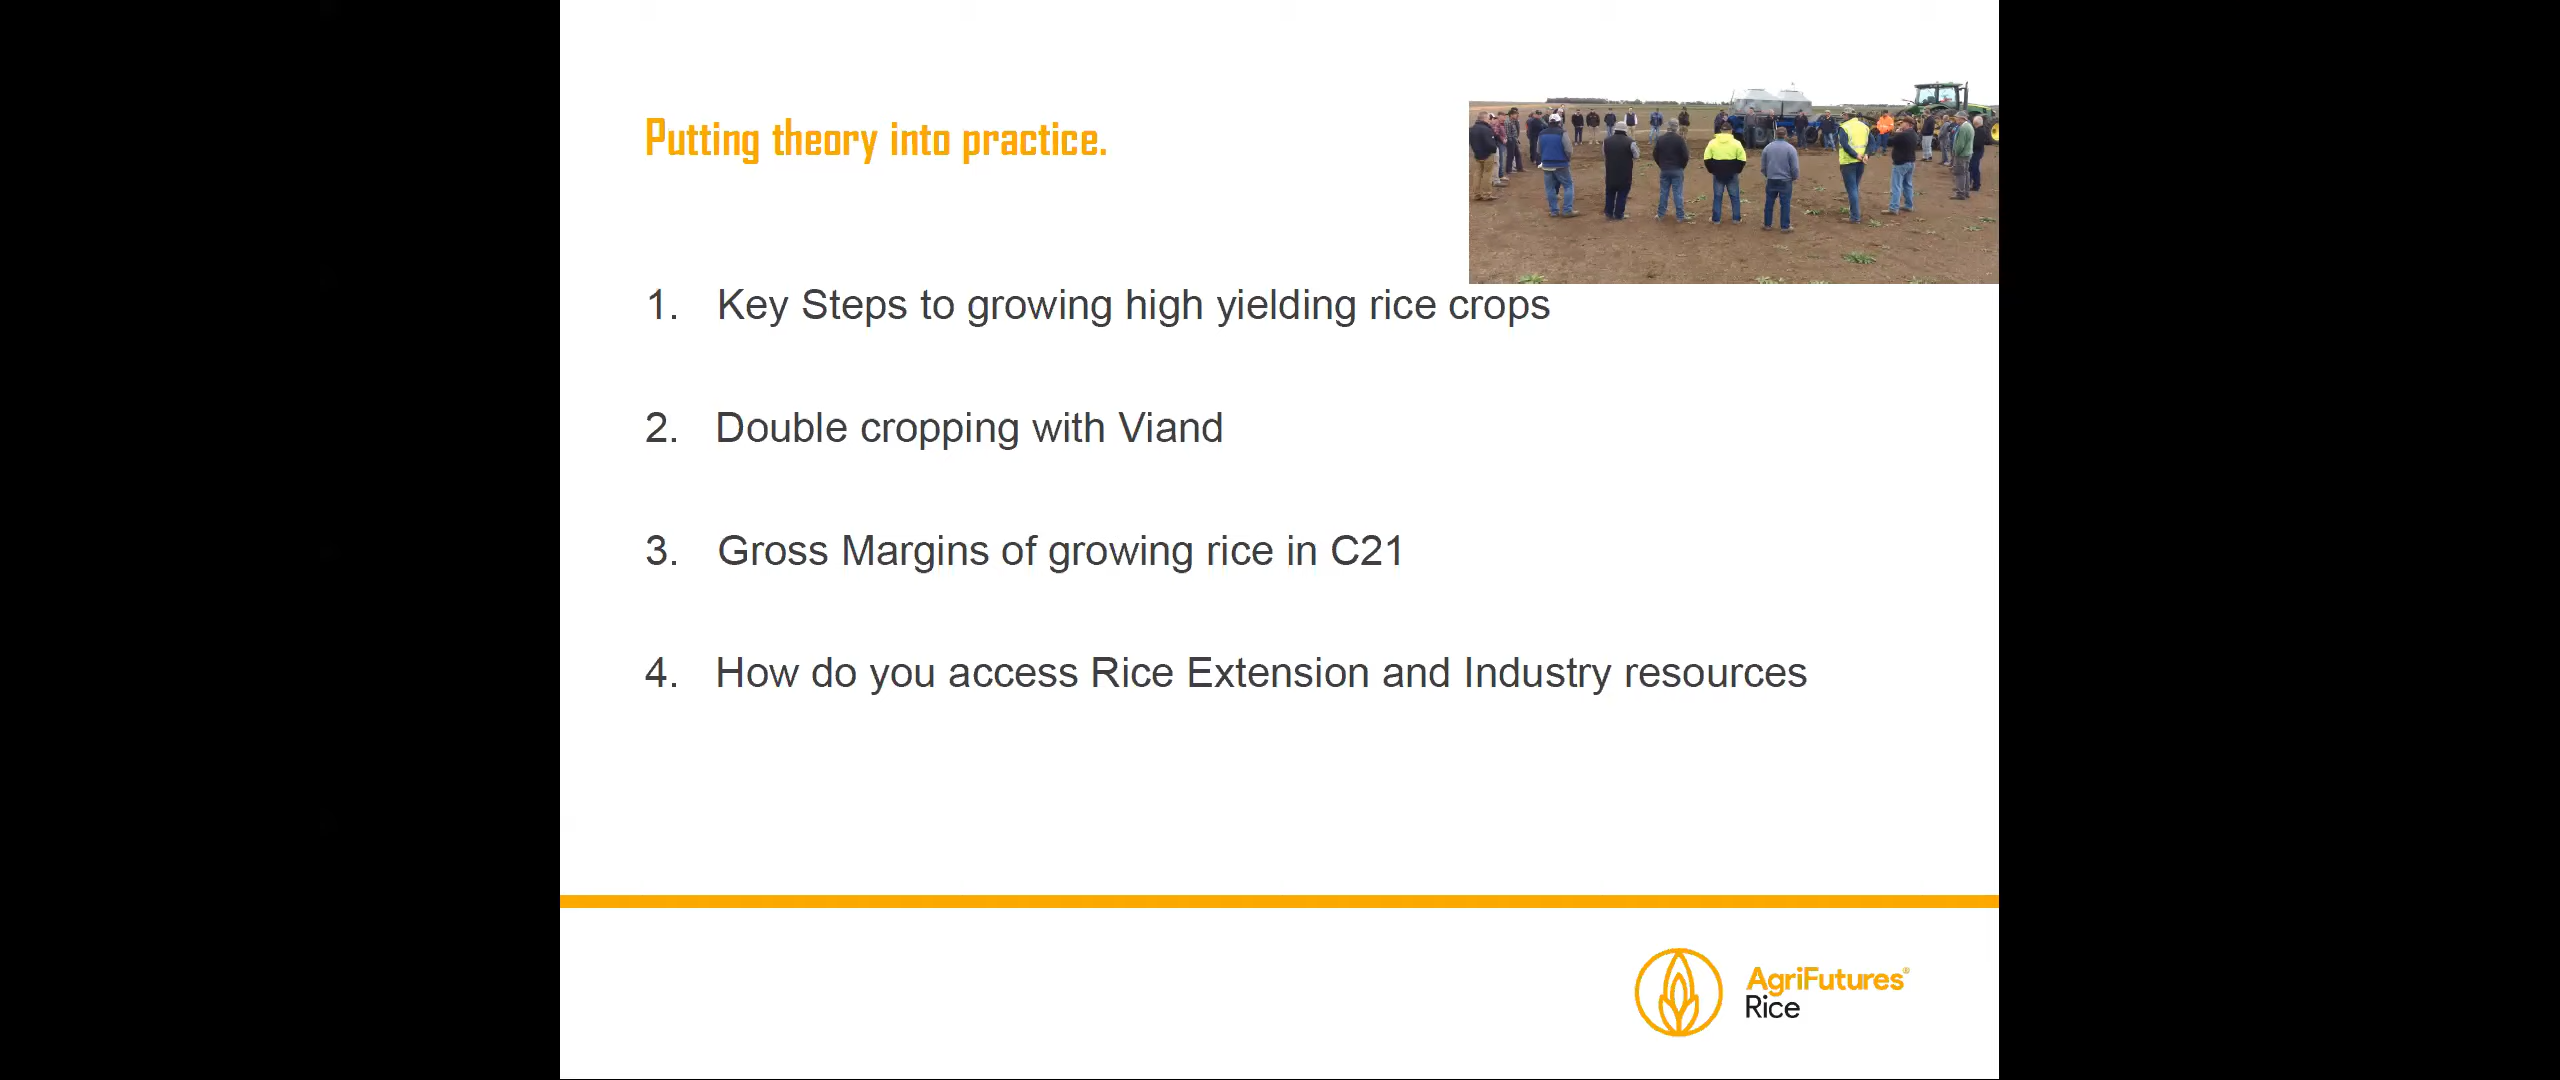 Putting theory into practice.
1. Key Steps to growing high yielding rice crops
2. Double cropping with Viand
3. Gross Margins of growing rice in C21
4. How do you access Rice Extension and Industry resources
AgriFutures®
Rice